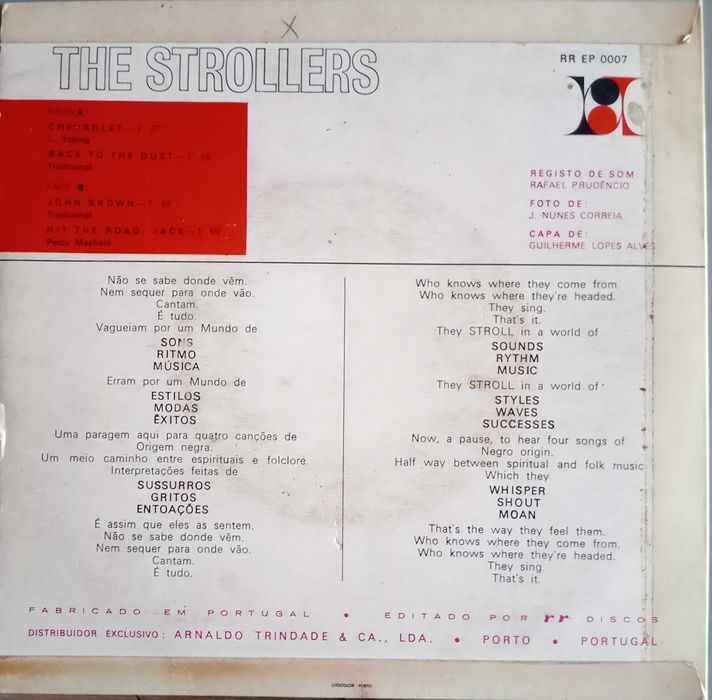 X
THE STROLLERS
RR EP 0007
FACE A
CHEVROLET — 2' 27"
L. Young
BACK TO THE DUST — 1' 56"
Traditional
FACE B
JOHN BROWN — 1' 58
Traditional
HIT THE ROAD, JACK — 1' 50"
Percy Mayfield
REGISTO DE SOM
RAFAEL PRUDÊNCIO
FOTO DE:
J. NUNES CORREIA
CAPA DE:
GUILHERME LOPES ALVES
Não se sabe donde vêm.
Nem sequer para onde vão.
Cantam.
É tudo.
Vagueiam por um Mundo de
SONS
RITMO
MÚSICA
Erram por um Mundo de
ESTILOS
MODAS
ÊXITOS
Uma paragem aqui para quatro canções de
Origem negra.
Um meio caminho entre espirituais e folclore.
Interpretações feitas de
SUSSURROS
GRITOS
ENTOAÇÕES
É assim que eles as sentem.
Não se sabe donde vêm.
Nem sequer para onde vão.
Cantam.
É tudo.
Who knows where they come from.
Who knows where they're headed.
They sing.
That's it.
They STROLL in a world of
SOUNDS
RYTHM
MUSIC
They STROLL in a world of
STYLES
WAVES
SUCCESSES
Now, a pause, to hear four songs of
Negro origin.
Half way between spiritual and folk music
Which they
WHISPER
SHOUT
MOAN
That's the way they feel them.
Who knows where they come from.
Who knows where they're headed.
They sing.
That's it.
FABRICADO EM PORTUGAL • EDITADO POR rr DISCOS
DISTRIBUIDOR EXCLUSIVO: ARNALDO TRINDADE & CA., LDA. • PORTO • PORTUGAL
LITOCOLOR - PORTO